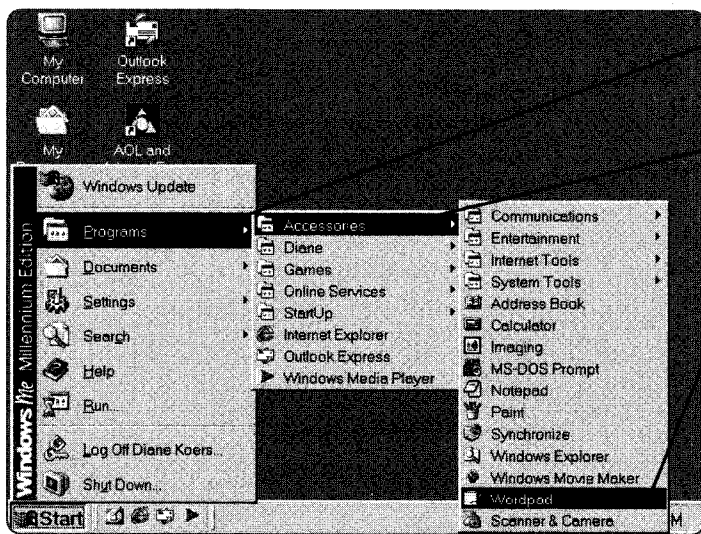 My
Computer
Outlook
Express
My
AOL and
Windows Update
Programs
Documents
Settings
Search
Help
Run...
Log Off Diane Koers...
Shut Down...
Windows Me Millennium Edition
Accessories
Diane
Games
Online Services
StartUp
Internet Explorer
Outlook Express
Windows Media Player
Communications
Entertainment
Internet Tools
System Tools
Address Book
Calculator
Imaging
MS-DOS Prompt
Notepad
Paint
Synchronize
Windows Explorer
Windows Movie Maker
Wordpad
Scanner & Camera
Start
M